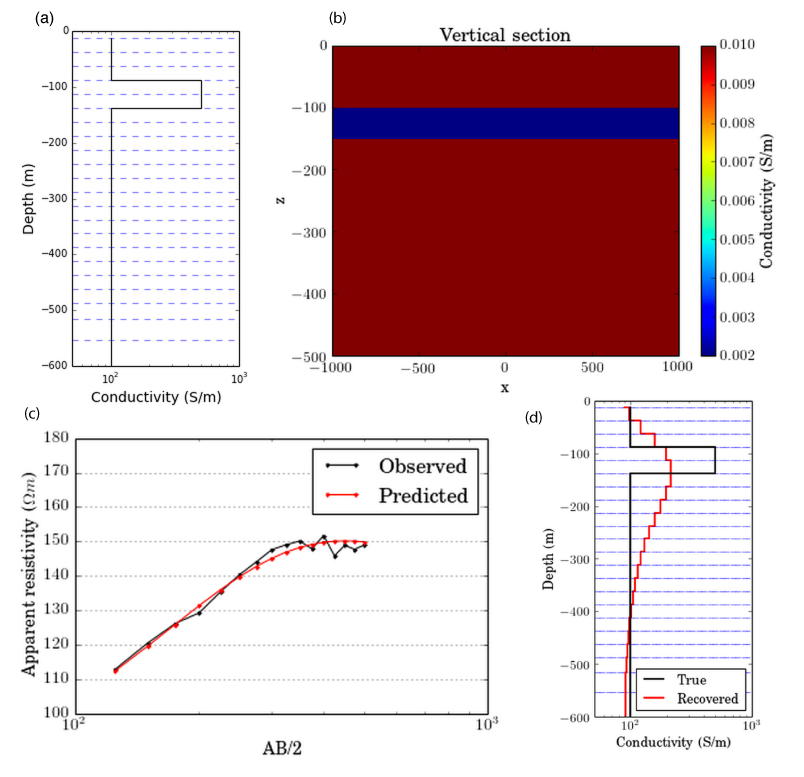 (a)
0
−100
−200
−300
−400
−500
−600
Depth (m)
10²
10³
Conductivity (S/m)
(b)
Vertical section
0
−100
−200
−300
−400
−500
z
−1000
−500
0
500
1000
x
0.010
0.009
0.008
0.007
0.006
0.005
0.004
0.003
0.002
Conductivity (S/m)
(c)
180
170
160
150
140
130
120
110
100
Apparent resistivity (Ωm)
Observed
Predicted
10²
10³
AB/2
(d)
0
−100
−200
−300
−400
−500
−600
Depth (m)
True
Recovered
10²
10³
Conductivity (S/m)